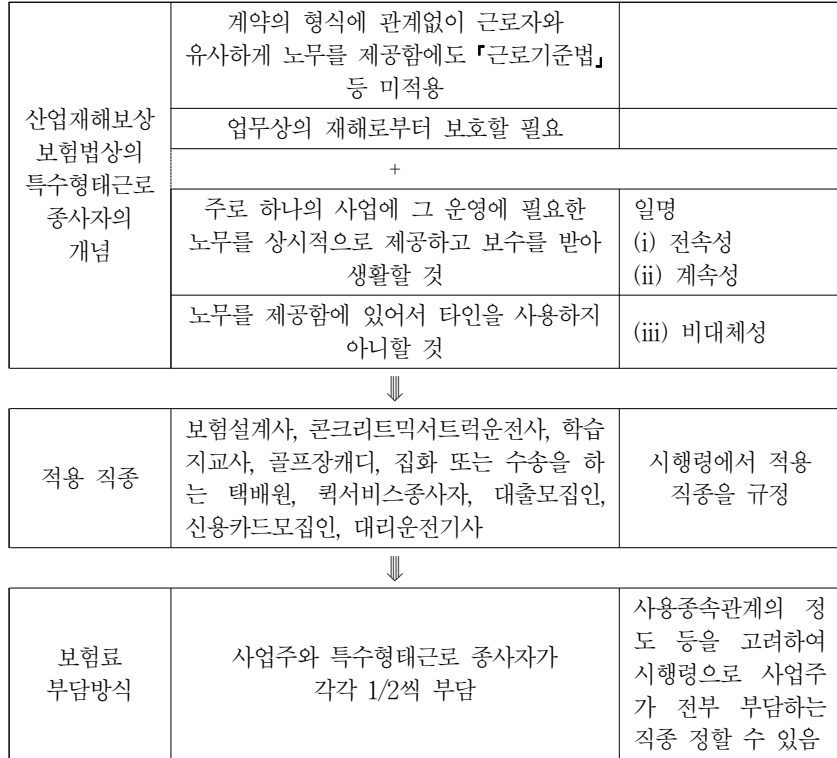 산업재해보상
보험법상의
특수형태근로
종사자의
개념
계약의 형식에 관계없이 근로자와
유사하게 노무를 제공함에도 「근로기준법」
등 미적용
업무상의 재해로부터 보호할 필요
+
주로 하나의 사업에 그 운영에 필요한
노무를 상시적으로 제공하고 보수를 받아
생활할 것
일명
(i) 전속성
(ii) 계속성
노무를 제공함에 있어서 타인을 사용하지
아니할 것
(iii) 비대체성
⇓
적용 직종
보험설계사, 콘크리트믹서트럭운전사, 학습
지교사, 골프장캐디, 집화 또는 수송을 하
는 택배원, 퀵서비스종사자, 대출모집인,
신용카드모집인, 대리운전기사
시행령에서 적용
직종을 규정
⇓
보험료
부담방식
사업주와 특수형태근로 종사자가
각각 1/2씩 부담
사용종속관계의 정
도 등을 고려하여
시행령으로 사업주
가 전부 부담하는
직종 정할 수 있음